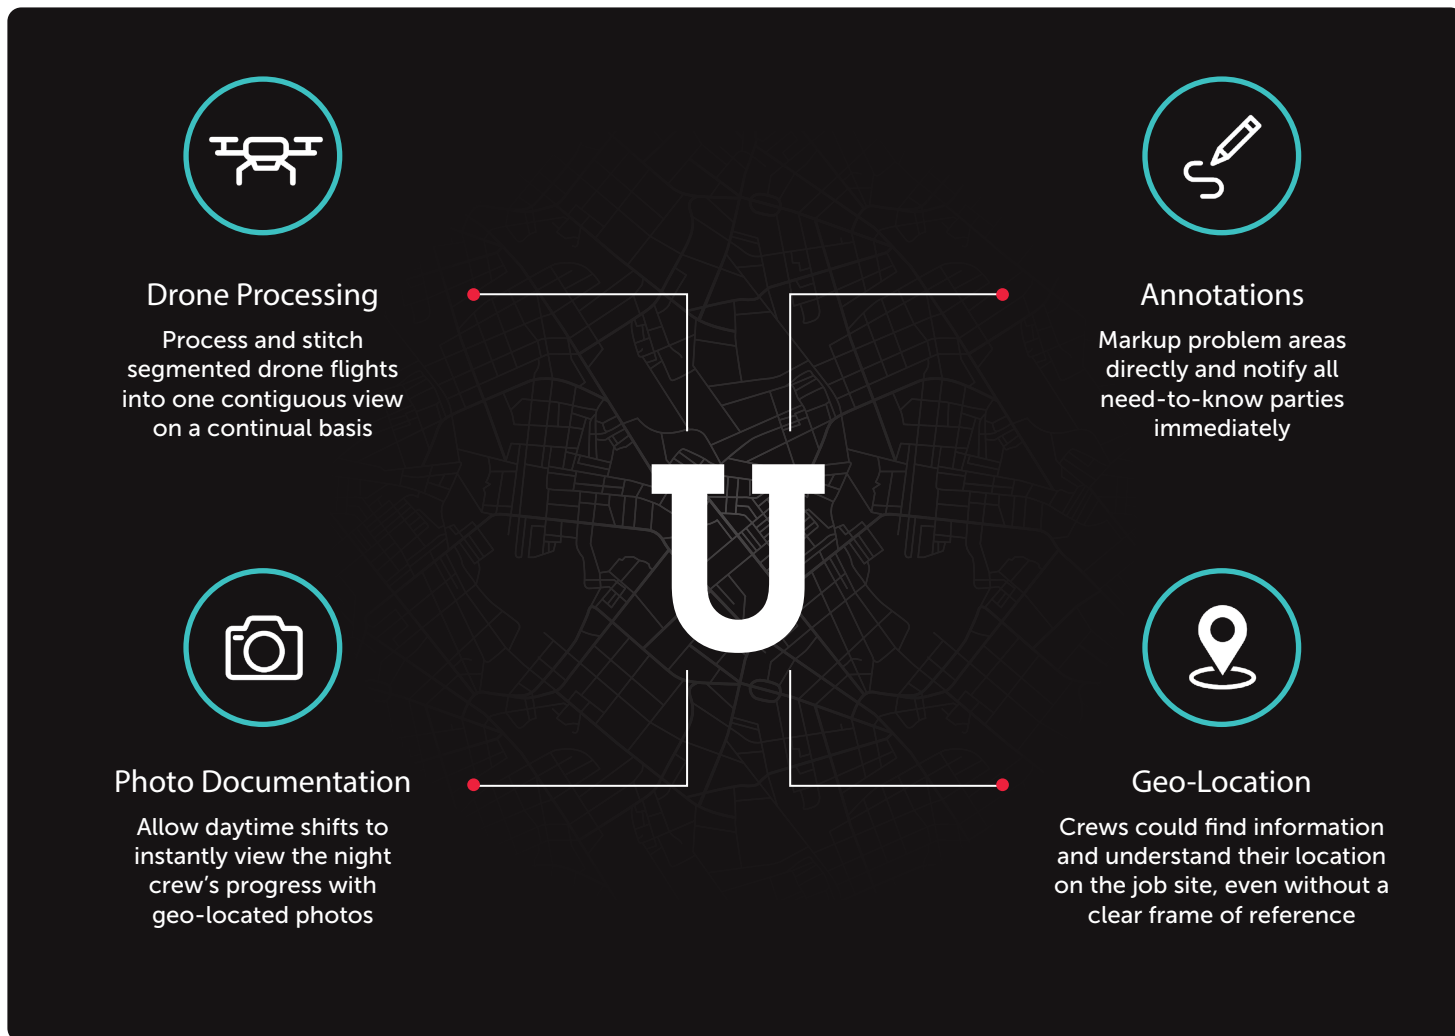 Drone Processing
Process and stitch
segmented drone flights
into one contiguous view
on a continual basis
Annotations
Markup problem areas
directly and notify all
need-to-know parties
immediately
U
Photo Documentation
Allow daytime shifts to
instantly view the night
crew’s progress with
geo-located photos
Geo-Location
Crews could find information
and understand their location
on the job site, even without a
clear frame of reference